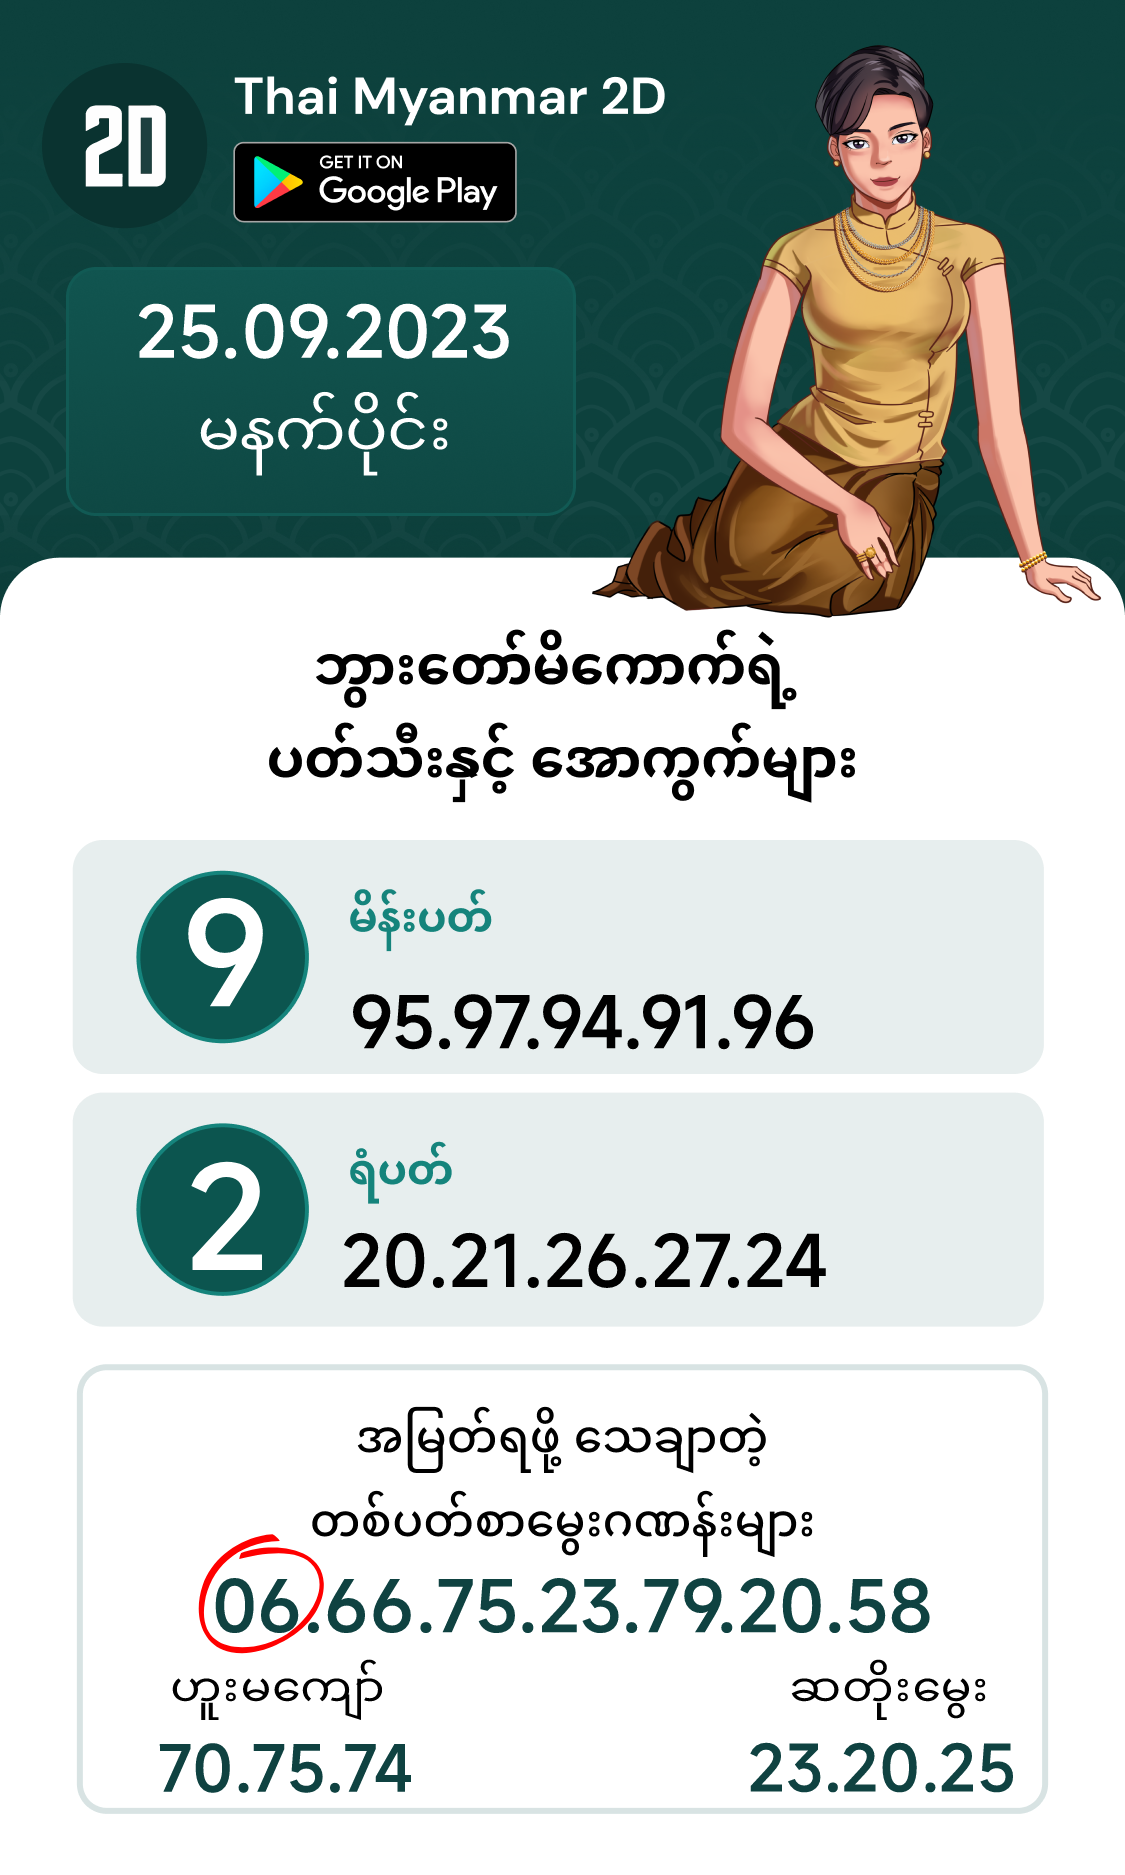 2D
Thai Myanmar 2D
GET IT ON
Google Play
25.09.2023
မနက်ပိုင်း
ဘွားတော်မိကောက်ရဲ့
ပတ်သီးနှင့် အောကွက်များ
9
မိန်းပတ်
95.97.94.91.96
2
ရံပတ်
20.21.26.27.24
အမြတ်ရဖို့ သေချာတဲ့
တစ်ပတ်စာမွေးဂဏန်းများ
06.66.75.23.79.20.58
ဟူးမကျော် ဆတိုးမွေး
70.75.74 23.20.25